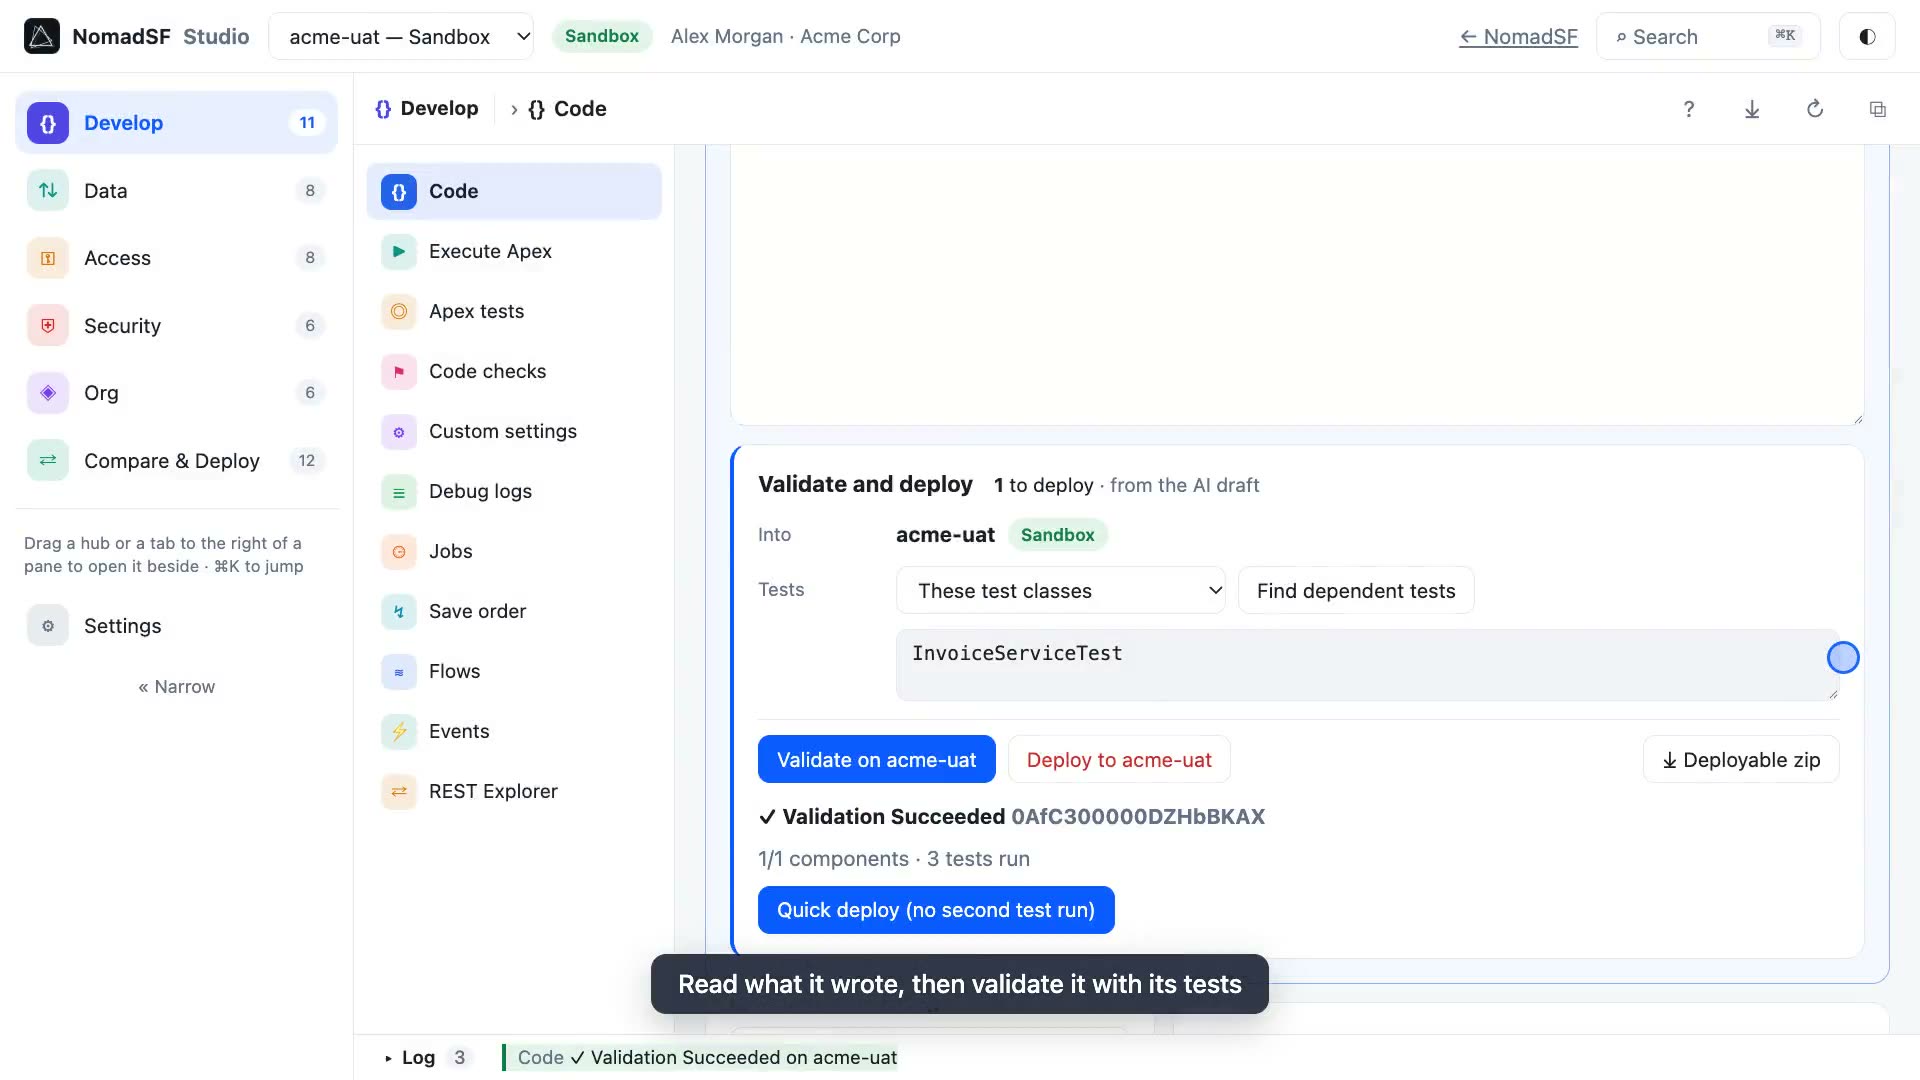 NomadSF Studio
acme-uat — Sandbox
Sandbox
Alex Morgan · Acme Corp
← NomadSF
Search ⌘K
Develop 11
Data 8
Access 8
Security 6
Org 6
Compare & Deploy 12
Drag a hub or a tab to the right of a
pane to open it beside · ⌘K to jump
Settings
« Narrow
{} Develop › {} Code
?
Code
Execute Apex
Apex tests
Code checks
Custom settings
Debug logs
Jobs
Save order
Flows
Events
REST Explorer
Validate and deploy 1 to deploy · from the AI draft
Into acme-uat Sandbox
Tests These test classes Find dependent tests
InvoiceServiceTest
Validate on acme-uat Deploy to acme-uat ↓ Deployable zip
✓ Validation Succeeded 0AfC300000DZHbBKAX
1/1 components · 3 tests run
Quick deploy (no second test run)
Read what it wrote, then validate it with its tests
▸ Log 3 Code ✓ Validation Succeeded on acme-uat